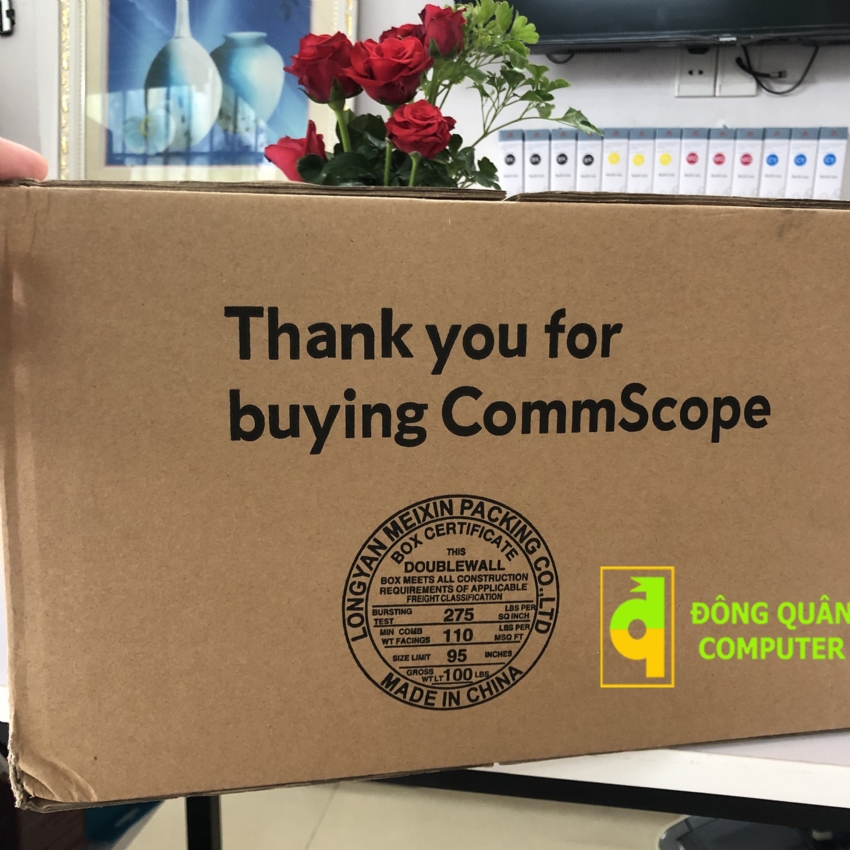 Thank you for
buying CommScope
LONGYAN MEIXIN PACKING CO.,LTD
BOX CERTIFICATE
THIS
DOUBLEWALL
BOX MEETS ALL CONSTRUCTION
REQUIREMENTS OF APPLICABLE
FREIGHT CLASSIFICATION
BURSTING TEST 275 LBS PER SQ INCH
MIN COMB WT FACINGS 110 LBS PER MSQ FT
SIZE LIMIT 95 INCHES
GROSS WT LT 100 LBS
MADE IN CHINA
ĐÔNG QUÂN
COMPUTER